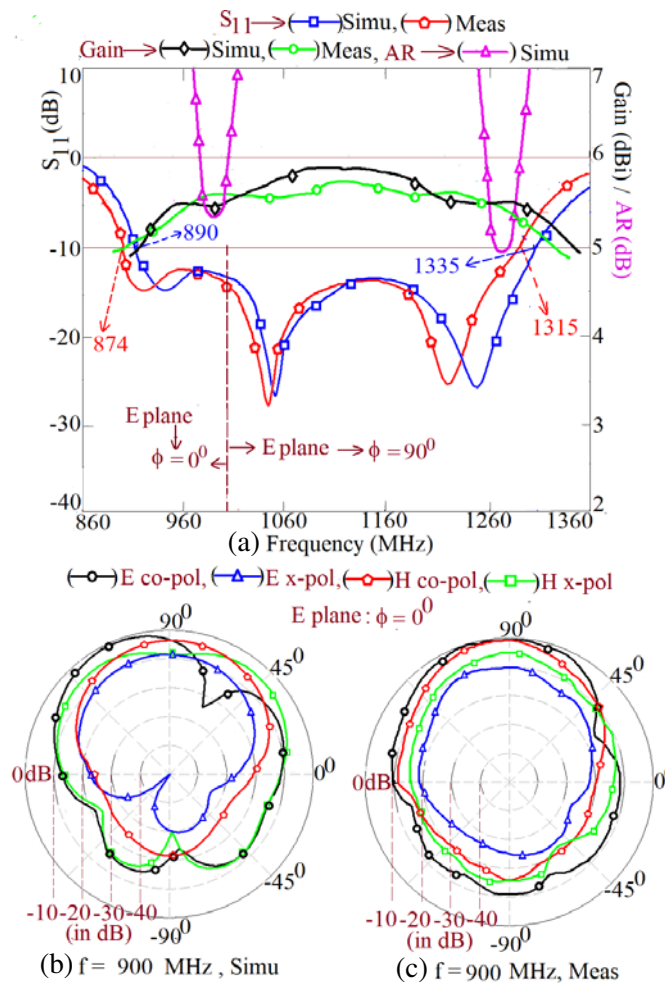 S11→( )Simu, ( ) Meas
Gain→( )Simu,( ) Meas, AR →( ) Simu
10
0
-10
-20
-30
-40
S11 (dB)
7
6
5
4
3
2
Gain (dBi) / AR (dB)
890
874
1335
1315
E plane
ϕ = 0⁰
E plane → ϕ = 90⁰
860 960 1060 1160 1260 1360
(a) Frequency (MHz)
( )E co-pol, ( )E x-pol, ( )H co-pol, ( )H x-pol
E plane : ϕ = 0⁰
90⁰
45⁰
0⁰
-45⁰
-90⁰
0dB
-10 -20 -30 -40
(in dB)
(b) f = 900 MHz , Simu
90⁰
45⁰
0⁰
-45⁰
-90⁰
0dB
-10 -20 -30 -40
(in dB)
(c) f = 900 MHz, Meas